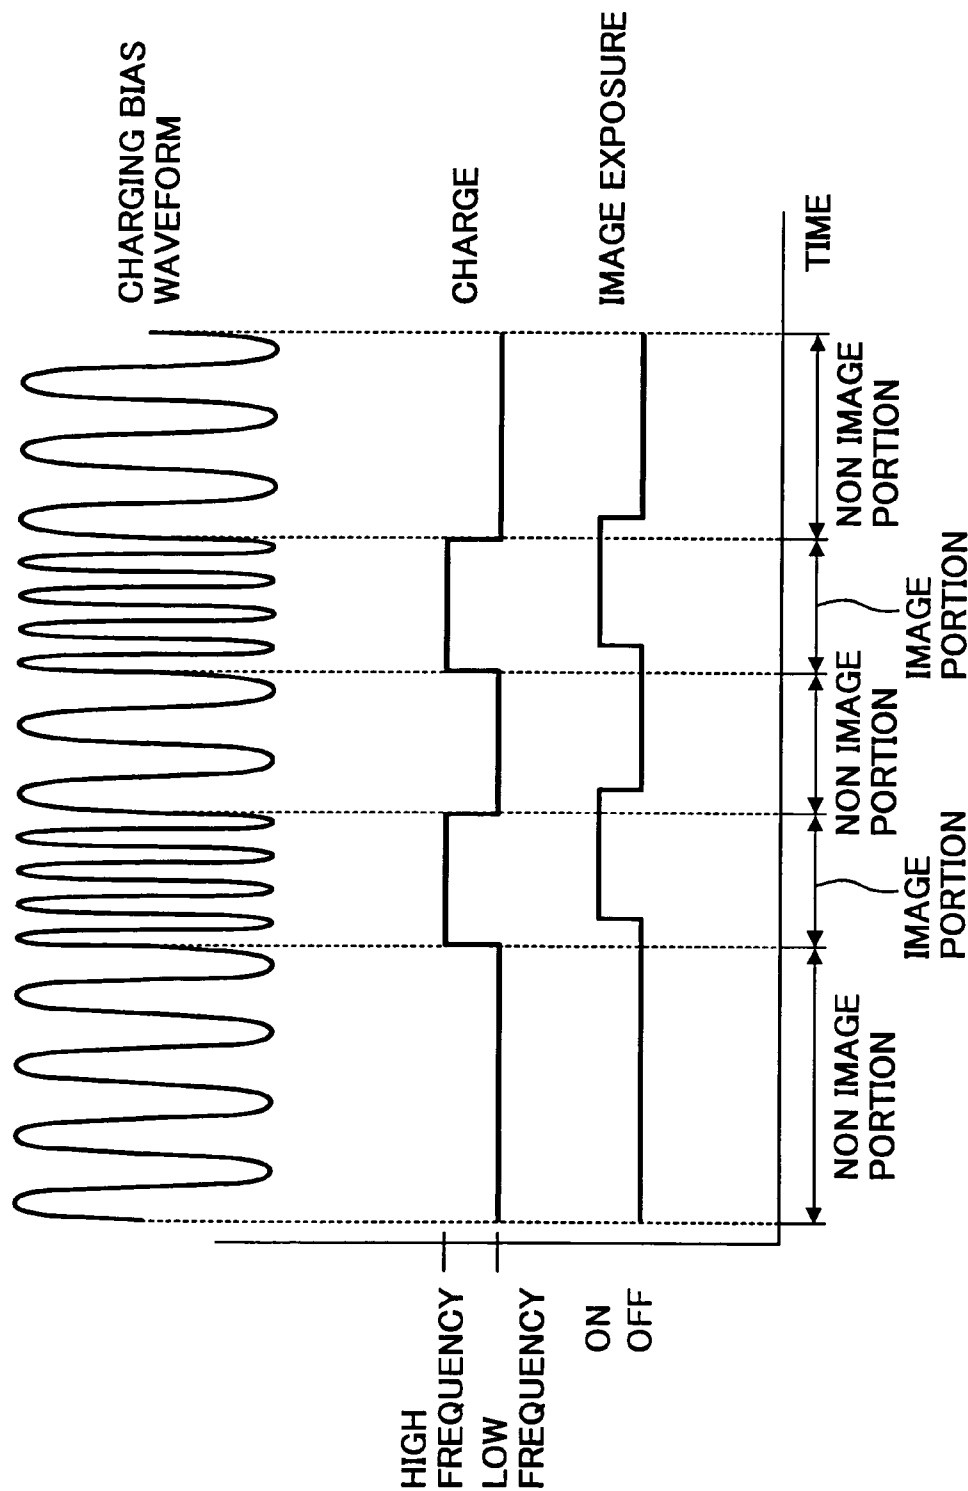 CHARGING BIAS
WAVEFORM
HIGH
FREQUENCY
LOW
FREQUENCY
CHARGE
ON
OFF
IMAGE EXPOSURE
TIME
NON IMAGE
PORTION
IMAGE
PORTION
NON IMAGE
PORTION
IMAGE
PORTION
NON IMAGE
PORTION